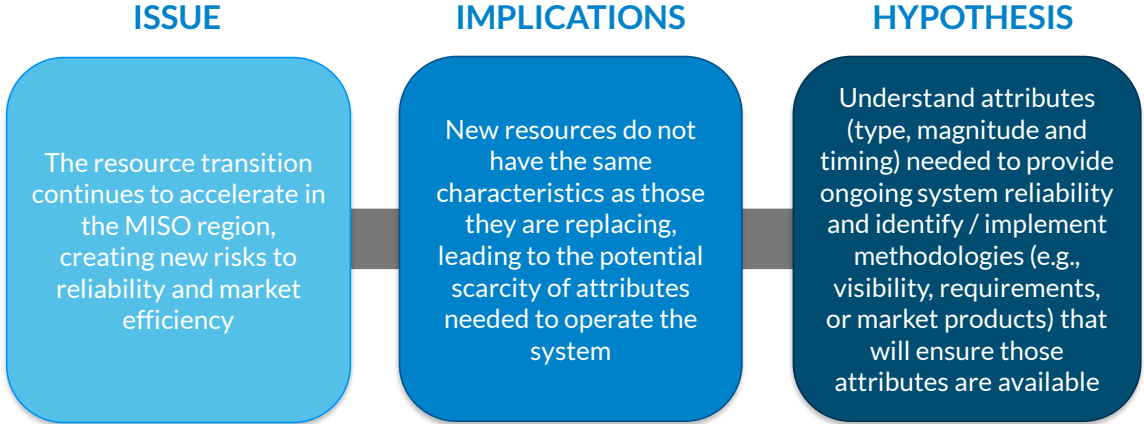 ISSUE
The resource transition
continues to accelerate in
the MISO region,
creating new risks to
reliability and market
efficiency
IMPLICATIONS
New resources do not
have the same
characteristics as those
they are replacing,
leading to the potential
scarcity of attributes
needed to operate the
system
HYPOTHESIS
Understand attributes
(type, magnitude and
timing) needed to provide
ongoing system reliability
and identify / implement
methodologies (e.g.,
visibility, requirements,
or market products) that
will ensure those
attributes are available